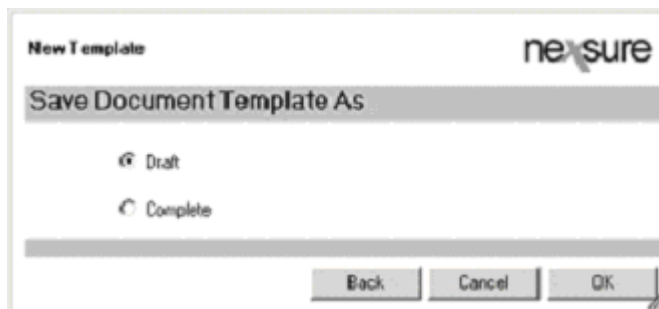 New Template
nexsure
Save Document Template As
Draft
Complete
Back Cancel OK